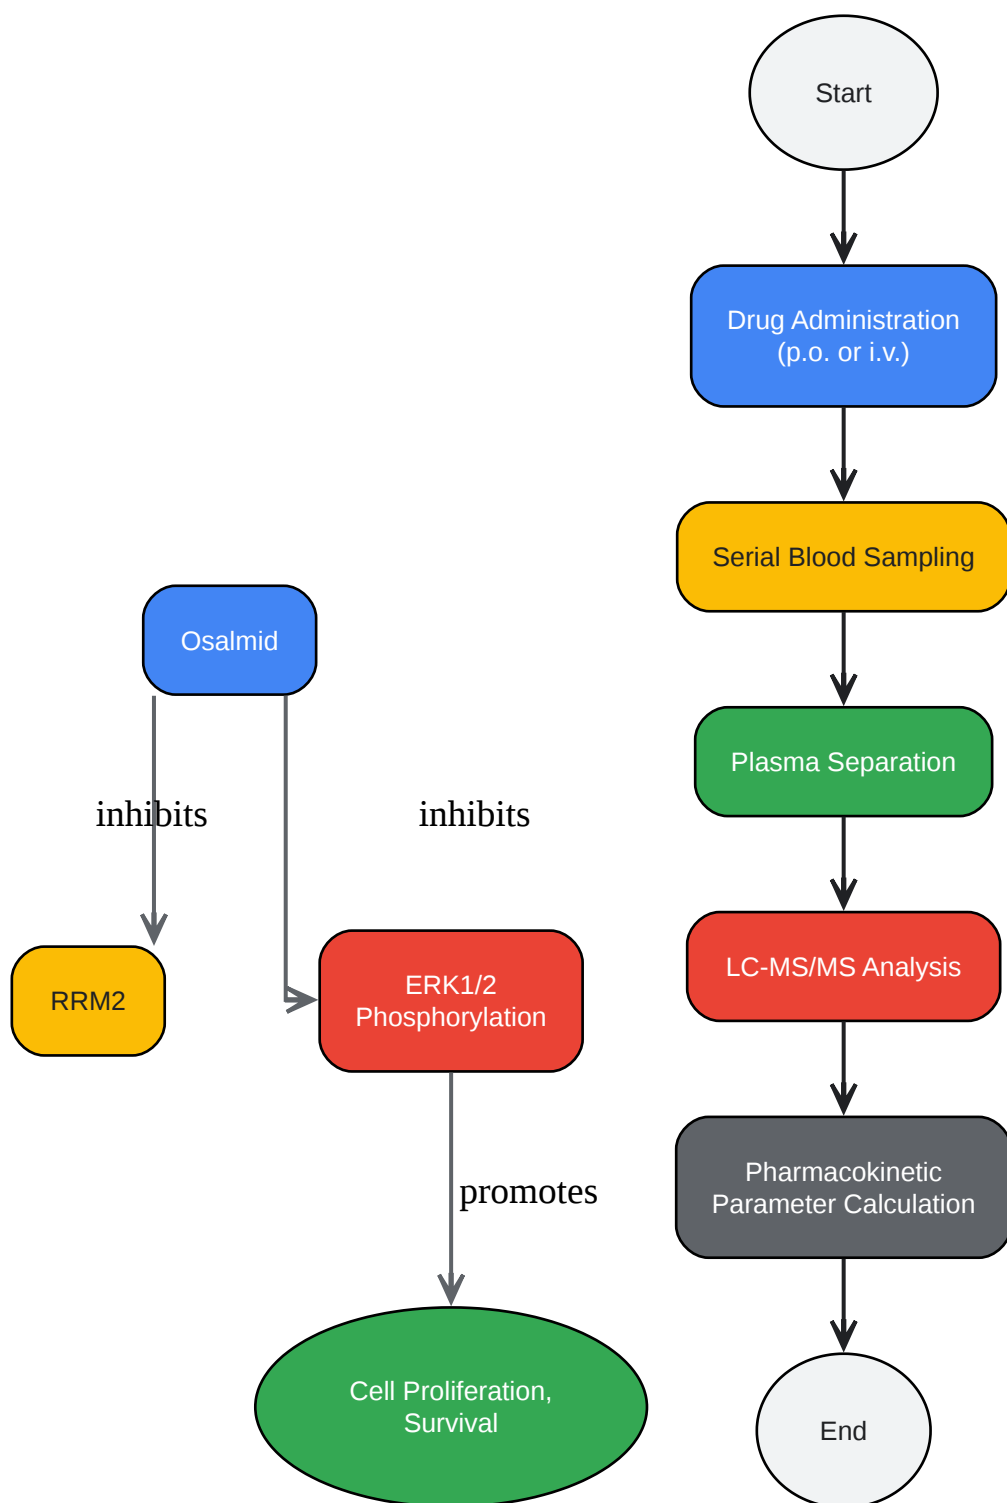 Start
Drug Administration
(p.o. or i.v.)
Serial Blood Sampling
Plasma Separation
LC-MS/MS Analysis
Pharmacokinetic
Parameter Calculation
End
Osalmid
inhibits
inhibits
RRM2
ERK1/2
Phosphorylation
promotes
Cell Proliferation,
Survival